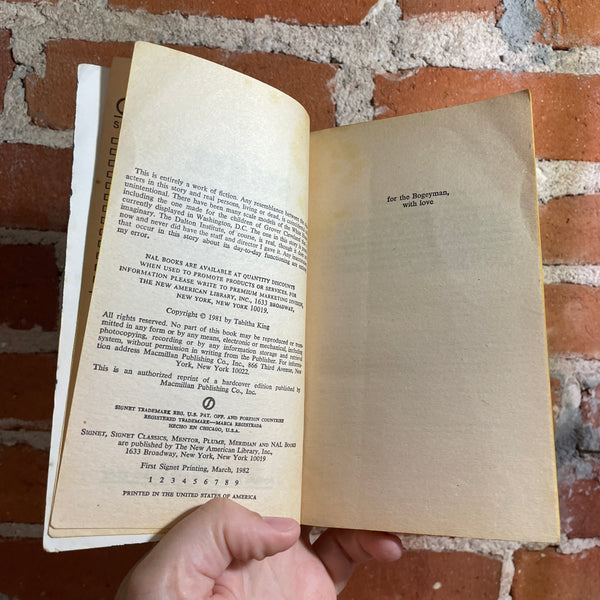 This is entirely a work of fiction. Any resemblance between the
acters in this story and real persons, living or dead, is
unintentional. There have been many scale models of the White
including the one made for the children of Grover
currently displayed in Washington, D.C. The one in this story
imaginary. The Dalton Institute, of course, is real, though
now and never did have the staff and director I gave it. Any
that occur in this story about its day-to-day functioning are
my error.
NAL BOOKS ARE AVAILABLE AT QUANTITY DISCOUNTS
WHEN USED TO PROMOTE PRODUCTS OR SERVICES. FOR
INFORMATION PLEASE WRITE TO PREMIUM MARKETING DIVISION,
THE NEW AMERICAN LIBRARY, INC., 1633 BROADWAY,
NEW YORK, NEW YORK 10019.
Copyright © 1981 by Tabitha King
All rights reserved. No part of this book may be reproduced or trans-
mitted in any form or by any means, electronic or mechanical, including
photocopying, recording or by any information storage and retrieval
system, without permission in writing from the Publisher. For
tion address Macmillan Publishing Co., Inc., 866 Third Avenue, New
York, New York 10022.
This is an authorized reprint of a hardcover edition published by
Macmillan Publishing Co., Inc.
S
SIGNET TRADEMARK REG. U.S. PAT. OFF. AND FOREIGN COUNTRIES
REGISTERED TRADEMARK—MARCA REGISTRADA
HECHO EN CHICAGO, U.S.A.
SIGNET, SIGNET CLASSICS, MENTOR, PLUME, MERIDIAN AND NAL BOOKS
are published by The New American Library, Inc.,
1633 Broadway, New York, New York 10019
First Signet Printing, March, 1982
1 2 3 4 5 6 7 8 9
PRINTED IN THE UNITED STATES OF AMERICA
for the Bogeyman,
with love